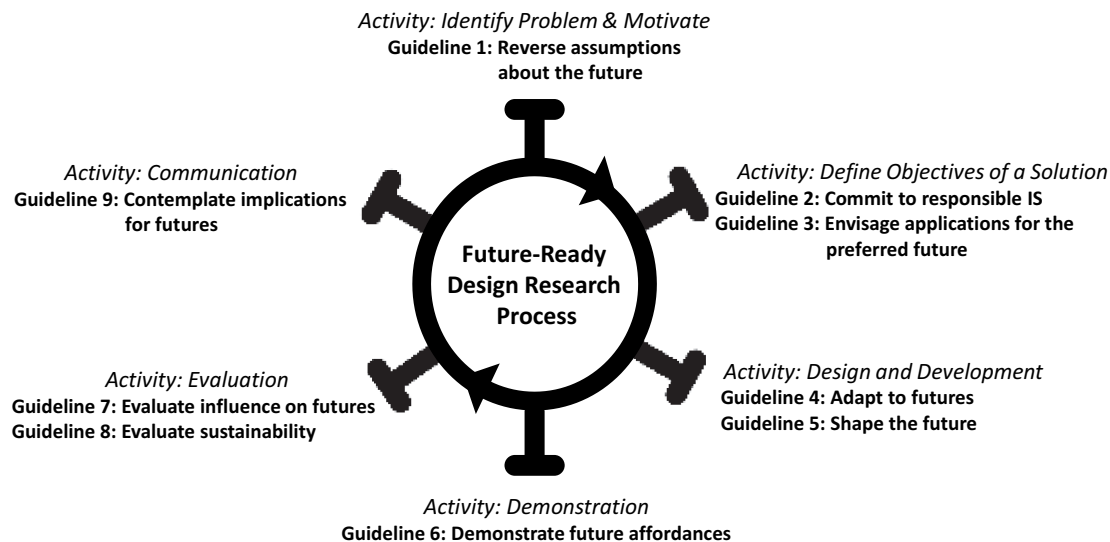 Activity: Identify Problem & Motivate
Guideline 1: Reverse assumptions
about the future
Activity: Define Objectives of a Solution
Guideline 2: Commit to responsible IS
Guideline 3: Envisage applications for the
preferred future
Activity: Design and Development
Guideline 4: Adapt to futures
Guideline 5: Shape the future
Activity: Demonstration
Guideline 6: Demonstrate future affordances
Activity: Evaluation
Guideline 7: Evaluate influence on futures
Guideline 8: Evaluate sustainability
Activity: Communication
Guideline 9: Contemplate implications
for futures
Future-Ready
Design Research
Process